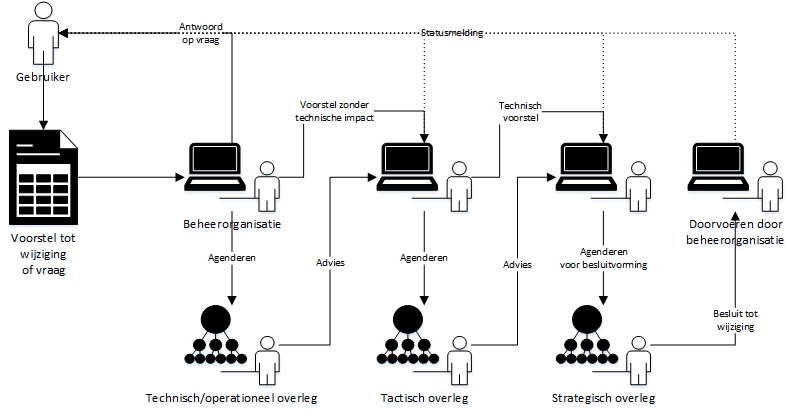 Antwoord
op vraag
Statusmelding
Gebruiker
Voorstel zonder
technische impact
Technisch
voorstel
Voorstel tot
wijziging
of vraag
Beheerorganisatie
Doorvoeren door
beheerorganisatie
Agenderen
Advies
Agenderen
Advies
Agenderen
voor besluitvorming
Besluit tot
wijziging
Technisch/operationeel overleg
Tactisch overleg
Strategisch overleg